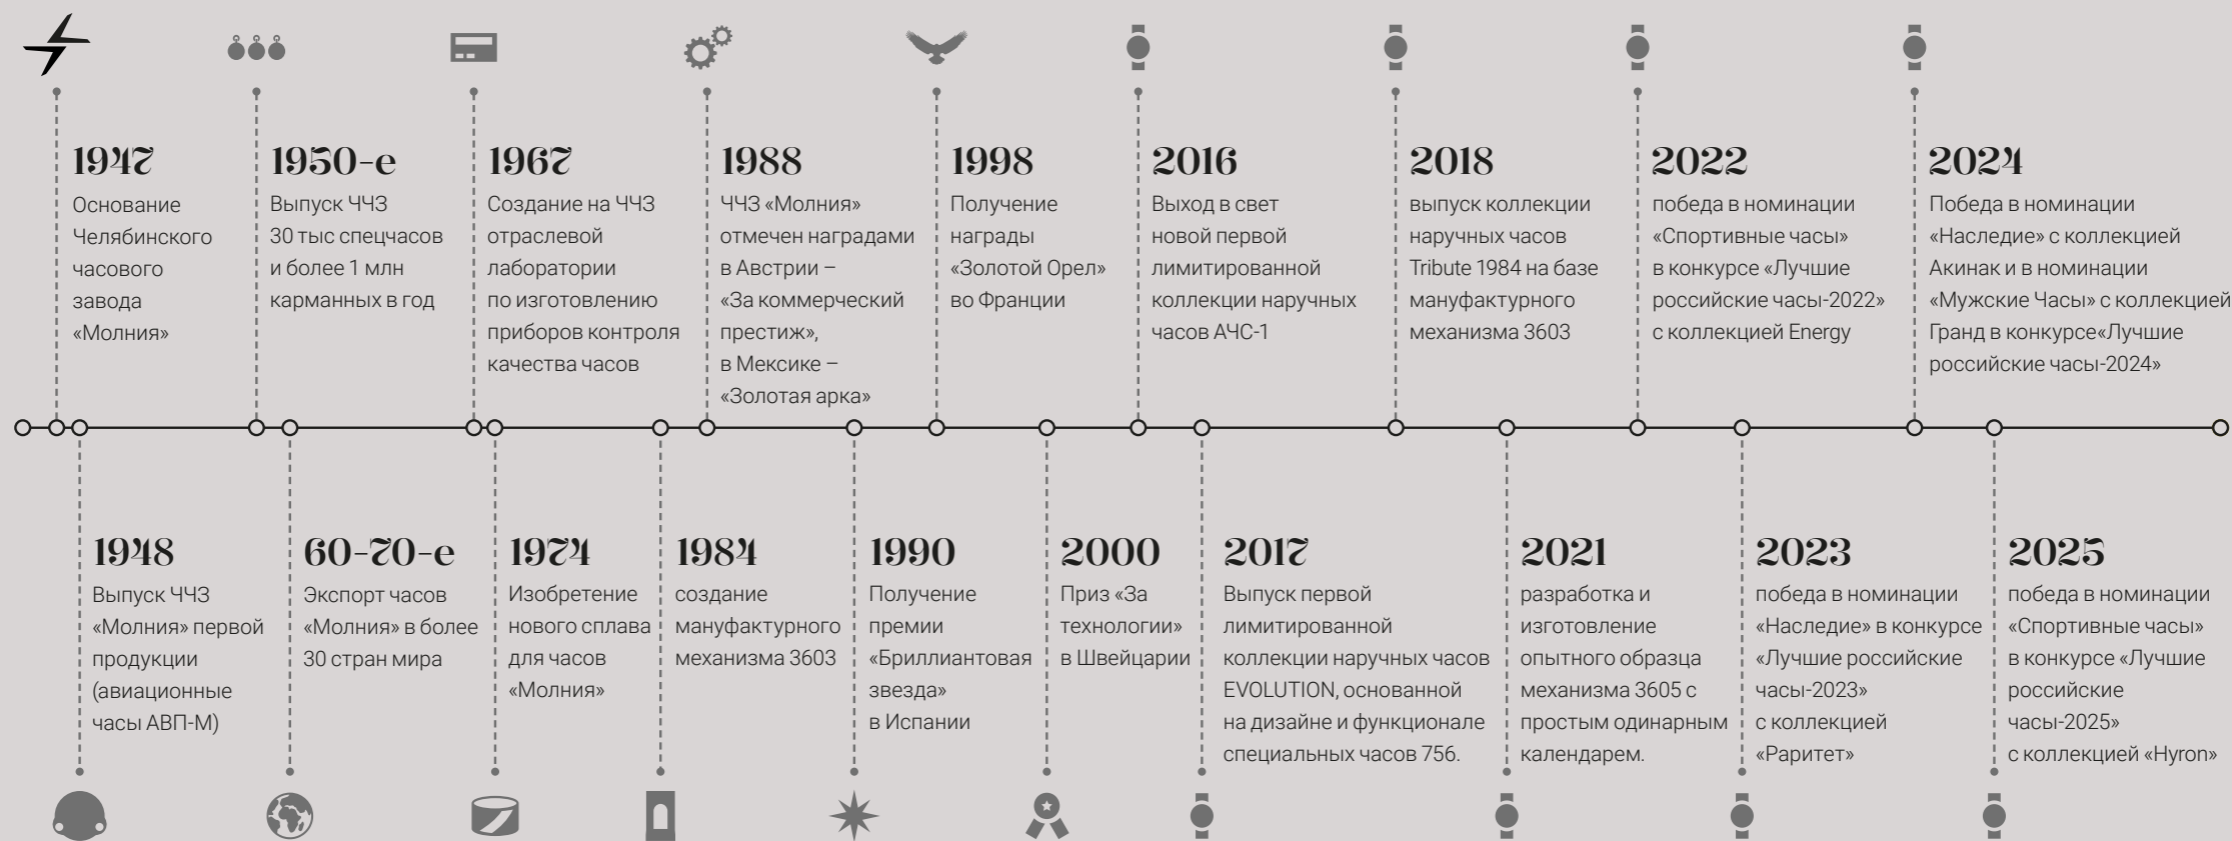 1947
Основание
Челябинского
часового
завода
«Молния»
1950-е
Выпуск ЧЧЗ
30 тыс спецчасов
и более 1 млн
карманных в год
1967
Создание на ЧЧЗ
отраслевой
лаборатории
по изготовлению
приборов контроля
качества часов
1988
ЧЧЗ «Молния»
отмечен наградами
в Австрии –
«За коммерческий
престиж»,
в Мексике –
«Золотая арка»
1998
Получение
награды
«Золотой Орел»
во Франции
2016
Выход в свет
новой первой
лимитированной
коллекции наручных
часов АЧС-1
2018
выпуск коллекции
наручных часов
Tribute 1984 на базе
мануфактурного
механизма 3603
2022
победа в номинации
«Спортивные часы»
в конкурсе «Лучшие
российские часы-2022»
с коллекцией Energy
2024
Победа в номинации
«Наследие» с коллекцией
Акинак и в номинации
«Мужские Часы» с коллекцией
Гранд в конкурсе«Лучшие
российские часы-2024»
1948
Выпуск ЧЧЗ
«Молния» первой
продукции
(авиационные
часы АВП-М)
60-70-е
Экспорт часов
«Молния» в более
30 стран мира
1974
Изобретение
нового сплава
для часов
«Молния»
1984
создание
мануфактурного
механизма 3603
1990
Получение
премии
«Бриллиантовая
звезда»
в Испании
2000
Приз «За
технологии»
в Швейцарии
2017
Выпуск первой
лимитированной
коллекции наручных часов
EVOLUTION, основанной
на дизайне и функционале
специальных часов 756.
2021
разработка и
изготовление
опытного образца
механизма 3605 с
простым одинарным
календарем.
2023
победа в номинации
«Наследие» в конкурсе
«Лучшие российские
часы-2023»
с коллекцией
«Раритет»
2025
победа в номинации
«Спортивные часы»
в конкурсе «Лучшие
российские
часы-2025»
с коллекцией «Hyron»